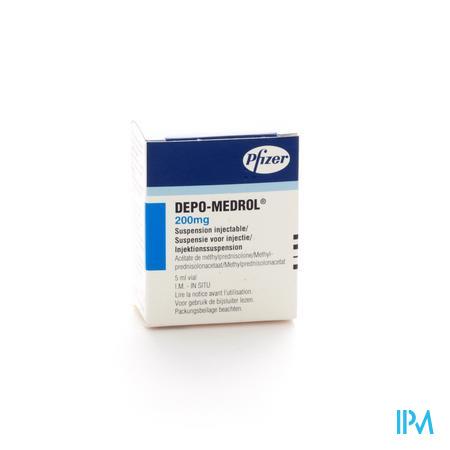 Pfizer
DEPO-MEDROL®
200mg
Suspension injectable/
Suspensie voor injectie/
Injektionssuspension
Acétate de méthylprednisolone/Methyl-
prednisolonacetaat/Methylprednisolonacetat
5 ml vial
I.M. - IN SITU
Lire la notice avant l'utilisation.
Voor gebruik de bijsluiter lezen.
Packungsbeilage beachten.
IPM